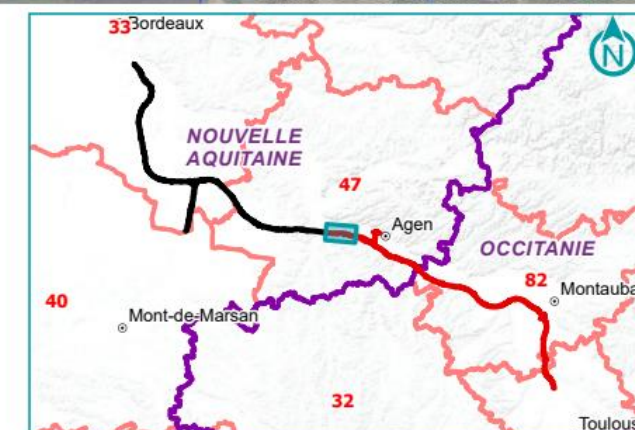 33 Bordeaux
N
NOUVELLE
AQUITAINE
47
Agen
OCCITANIE
82
Montauba
40
Mont-de-Marsan
32
Toulous